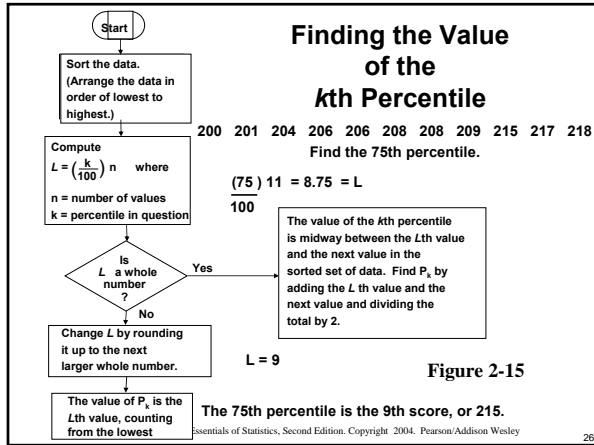 Start
Finding the Value
of the
kth Percentile
Sort the data.
(Arrange the data in
order of lowest to
highest.)
200 201 204 206 206 208 208 209 215 217 218
Find the 75th percentile.
Compute
L = (k/100) n where
n = number of values
k = percentile in question
(75) 11 = 8.75 = L
100
The value of the kth percentile
is midway between the Lth value
and the next value in the
sorted set of data. Find Pk by
adding the L th value and the
next value and dividing the
total by 2.
Is
L a whole
number
?
Yes
No
Change L by rounding
it up to the next
larger whole number.
L = 9
Figure 2-15
The value of Pk is the
Lth value, counting
from the lowest
The 75th percentile is the 9th score, or 215.
Essentials of Statistics, Second Edition. Copyright 2004. Pearson/Addison Wesley
26